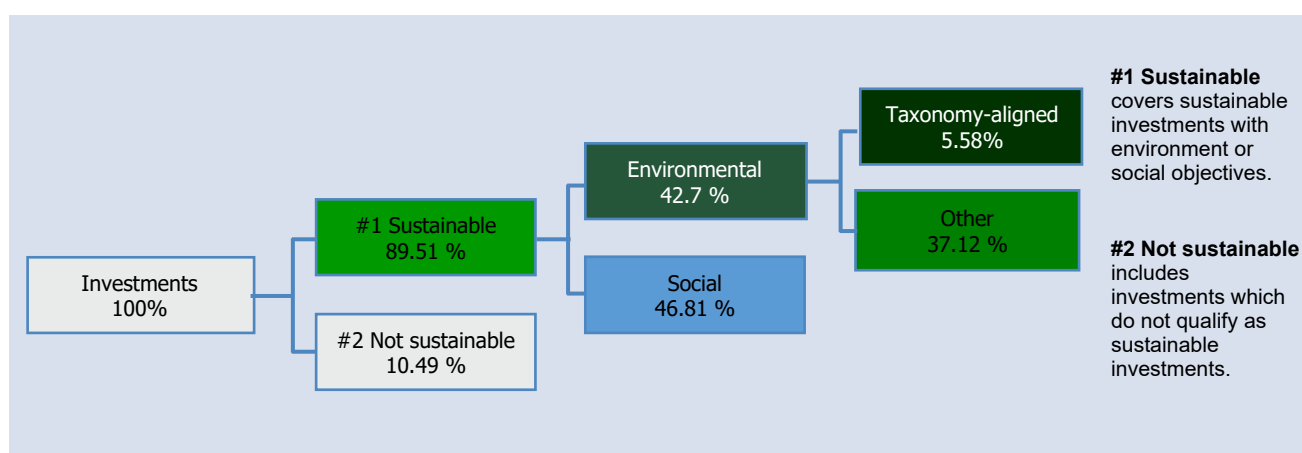 Investments
100%
#1 Sustainable
89.51 %
#2 Not sustainable
10.49 %
Environmental
42.7 %
Social
46.81 %
Taxonomy-aligned
5.58%
Other
37.12 %
#1 Sustainable
covers sustainable
investments with
environment or
social objectives.
#2 Not sustainable
includes
investments which
do not qualify as
sustainable
investments.